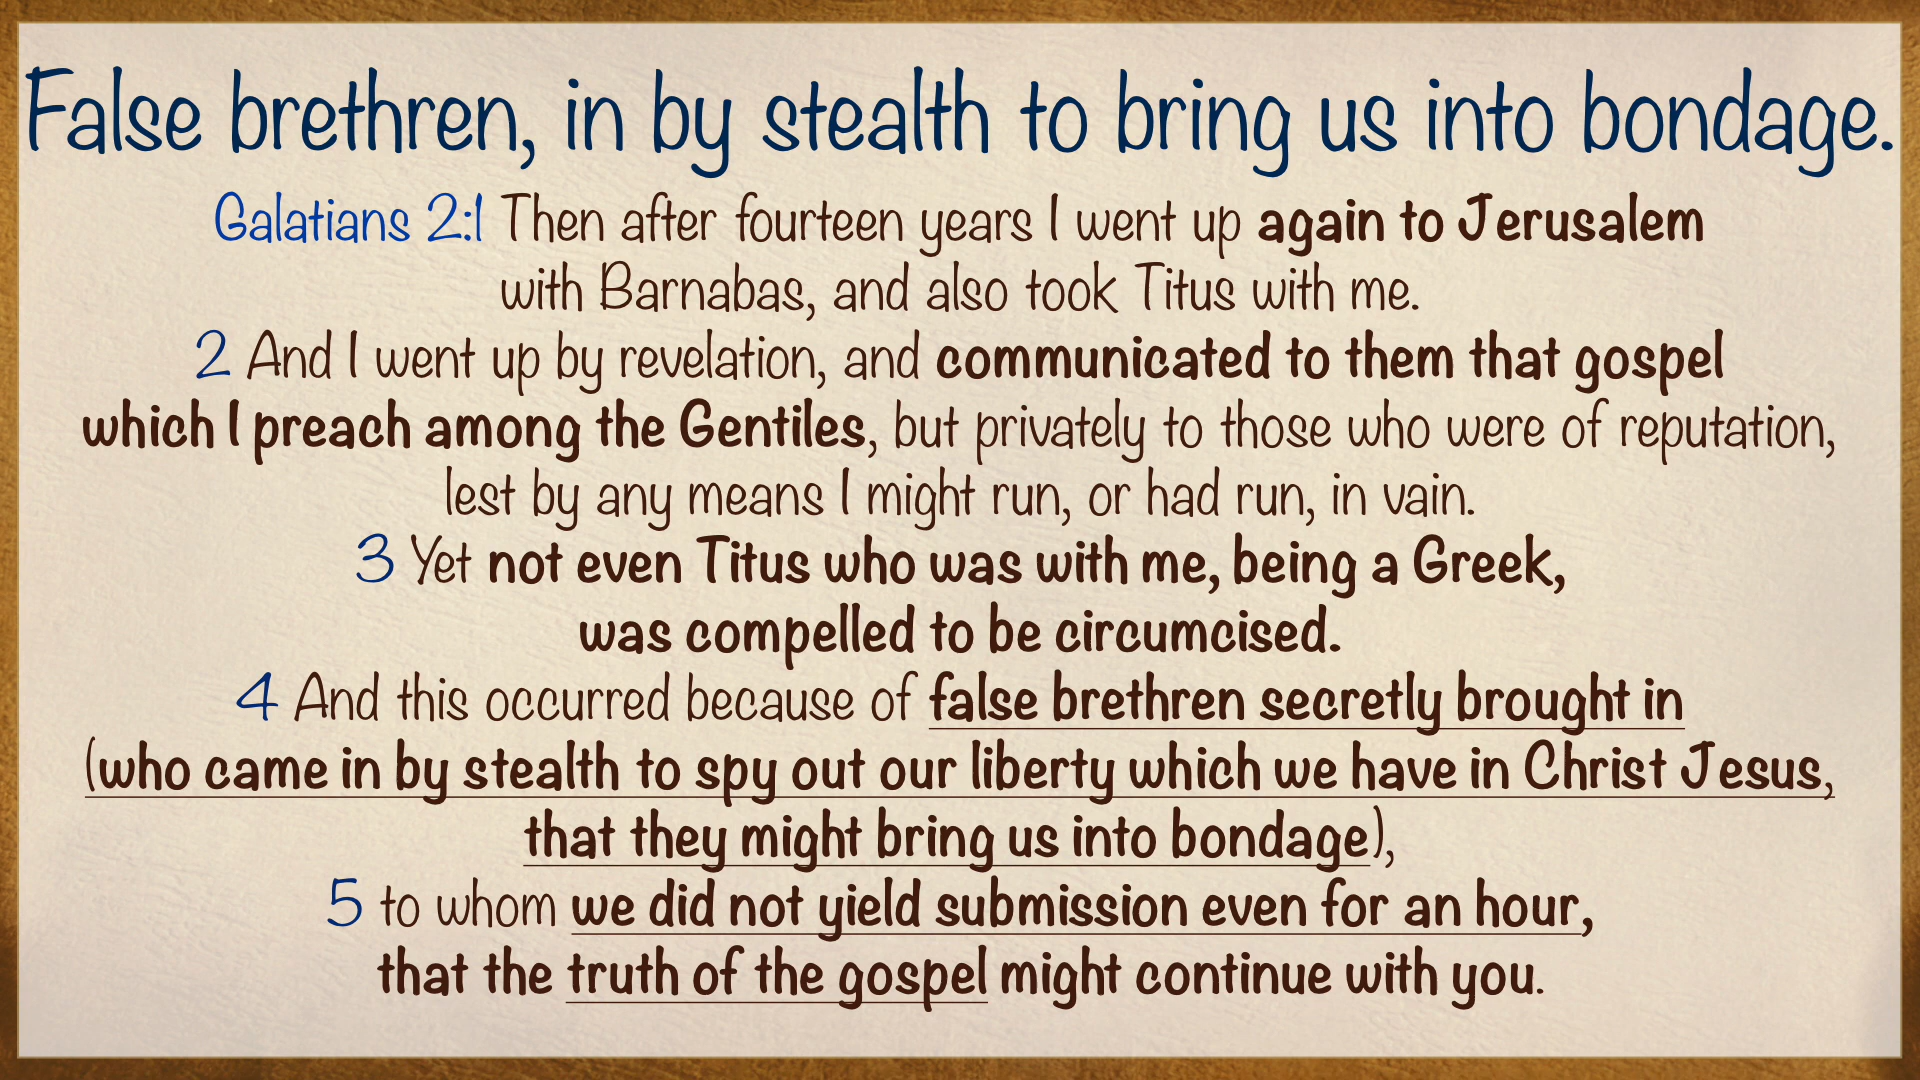 False brethren, in by stealth to bring us into bondage.
Galatians 2:1 Then after fourteen years I went up again to Jerusalem
with Barnabas, and also took Titus with me.
2 And I went up by revelation, and communicated to them that gospel
which I preach among the Gentiles, but privately to those who were of reputation,
lest by any means I might run, or had run, in vain.
3 Yet not even Titus who was with me, being a Greek,
was compelled to be circumcised.
4 And this occurred because of false brethren secretly brought in
(who came in by stealth to spy out our liberty which we have in Christ Jesus,
that they might bring us into bondage),
5 to whom we did not yield submission even for an hour,
that the truth of the gospel might continue with you.